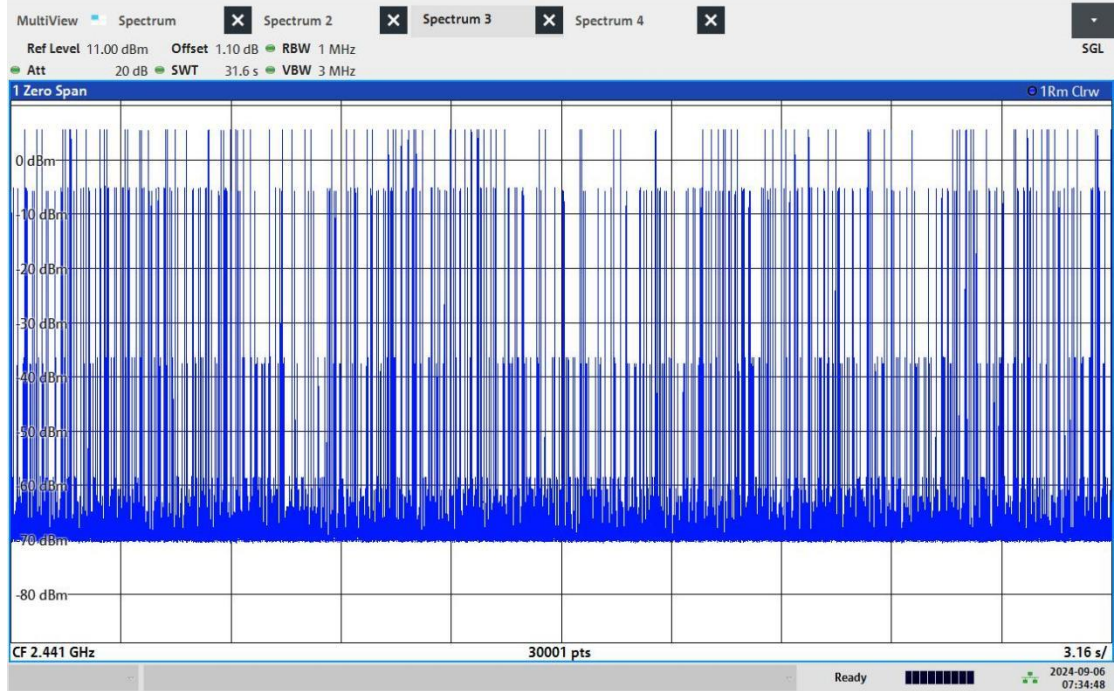 MultiView Spectrum Spectrum 2 Spectrum 3 Spectrum 4
Ref Level 11.00 dBm Offset 1.10 dB RBW 1 MHz SGL
Att 20 dB SWT 31.6 s VBW 3 MHz
1 Zero Span 1Rm Clrw
0 dBm
-10 dBm
-20 dBm
-30 dBm
-40 dBm
-50 dBm
-60 dBm
-70 dBm
-80 dBm
CF 2.441 GHz 30001 pts 3.16 s/
Ready 2024-09-06
07:34:48